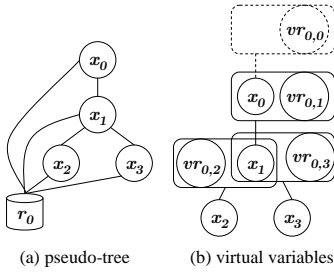 vr0,0
x0
x0
vr0,1
x1
vr0,2
x1
vr0,3
x2
x3
r0
x2
x3
(a) pseudo-tree
(b) virtual variables